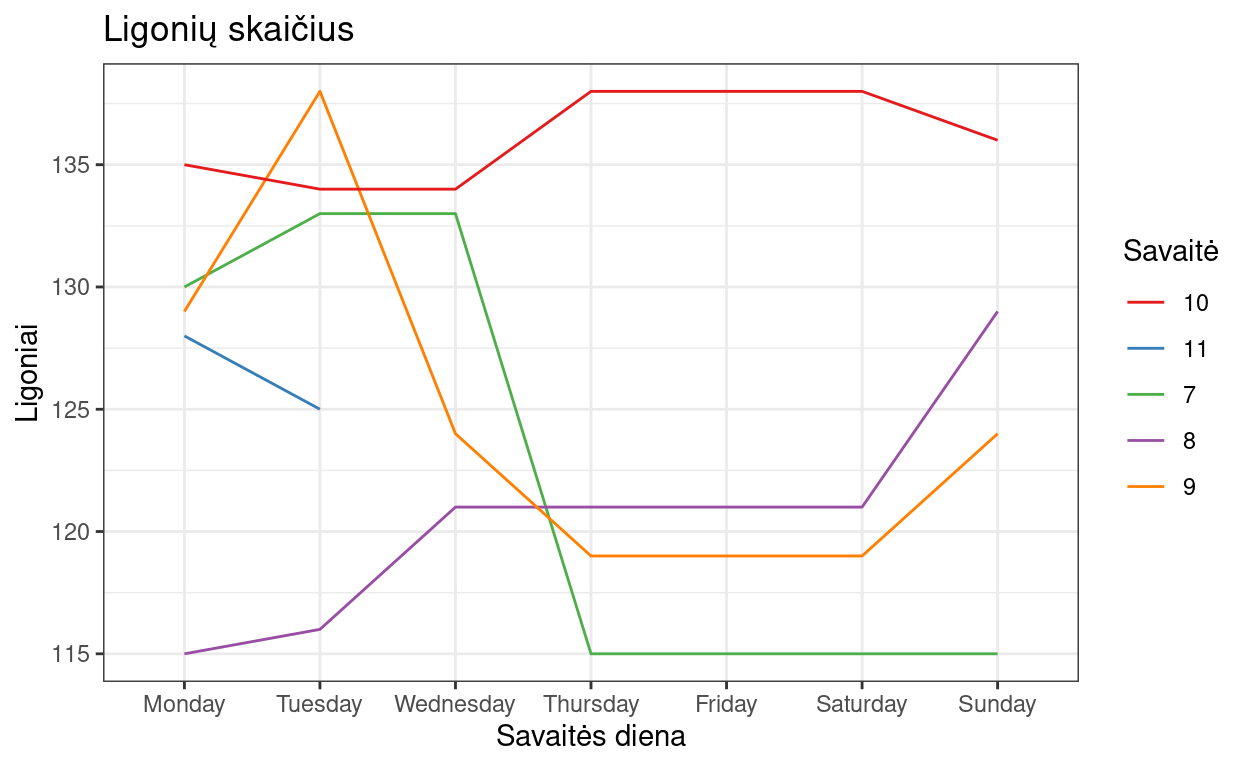 Ligonių skaičius
135
130
125
120
115
Ligoniai
Monday Tuesday Wednesday Thursday Friday Saturday Sunday
Savaitės diena
Savaitė
10
11
7
8
9